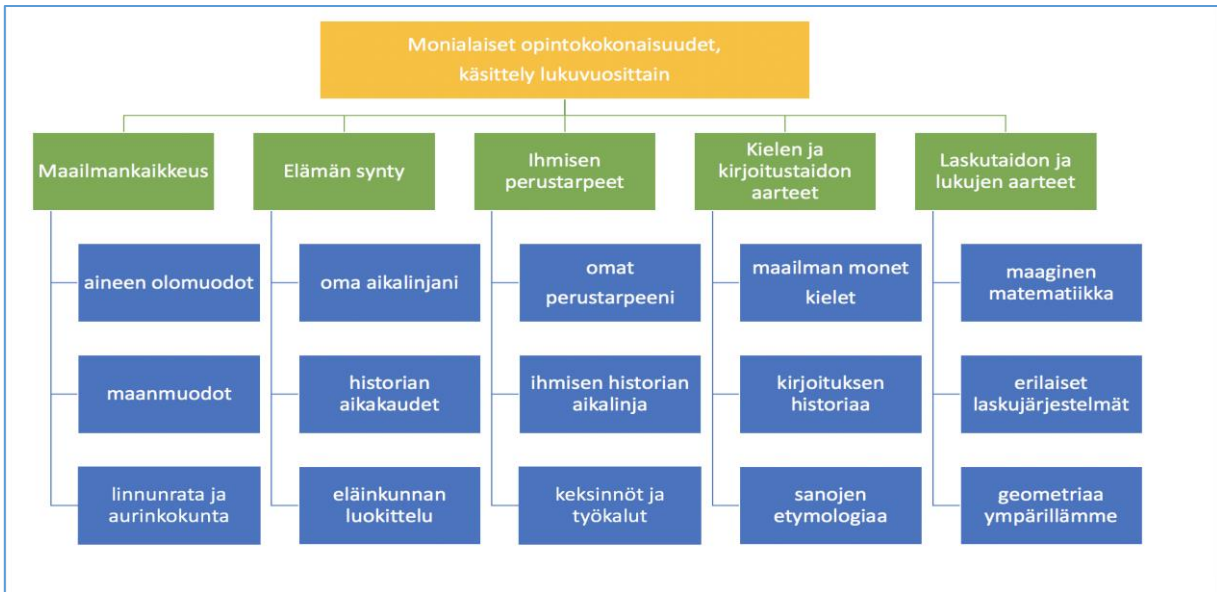 Monialaiset opintokokonaisuudet,
käsittely lukuvuosittain
Maailmankaikkeus
Elämän synty
Ihmisen
perustarpeet
Kielen ja
kirjoitustaidon
aarteet
Laskutaidon ja
lukujen aarteet
aineen olomuodot
maanmuodot
linnunrata ja
aurinkokunta
oma aikalinjani
historian
aikakaudet
eläinkunnan
luokittelu
omat
perustarpeeni
ihmisen historian
aikalinja
keksinnöt ja
työkalut
maailman monet
kielet
kirjoituksen
historiaa
sanojen
etymologiaa
maaginen
matematiikka
erilaiset
laskujärjestelmät
geometriaa
ympärillämme